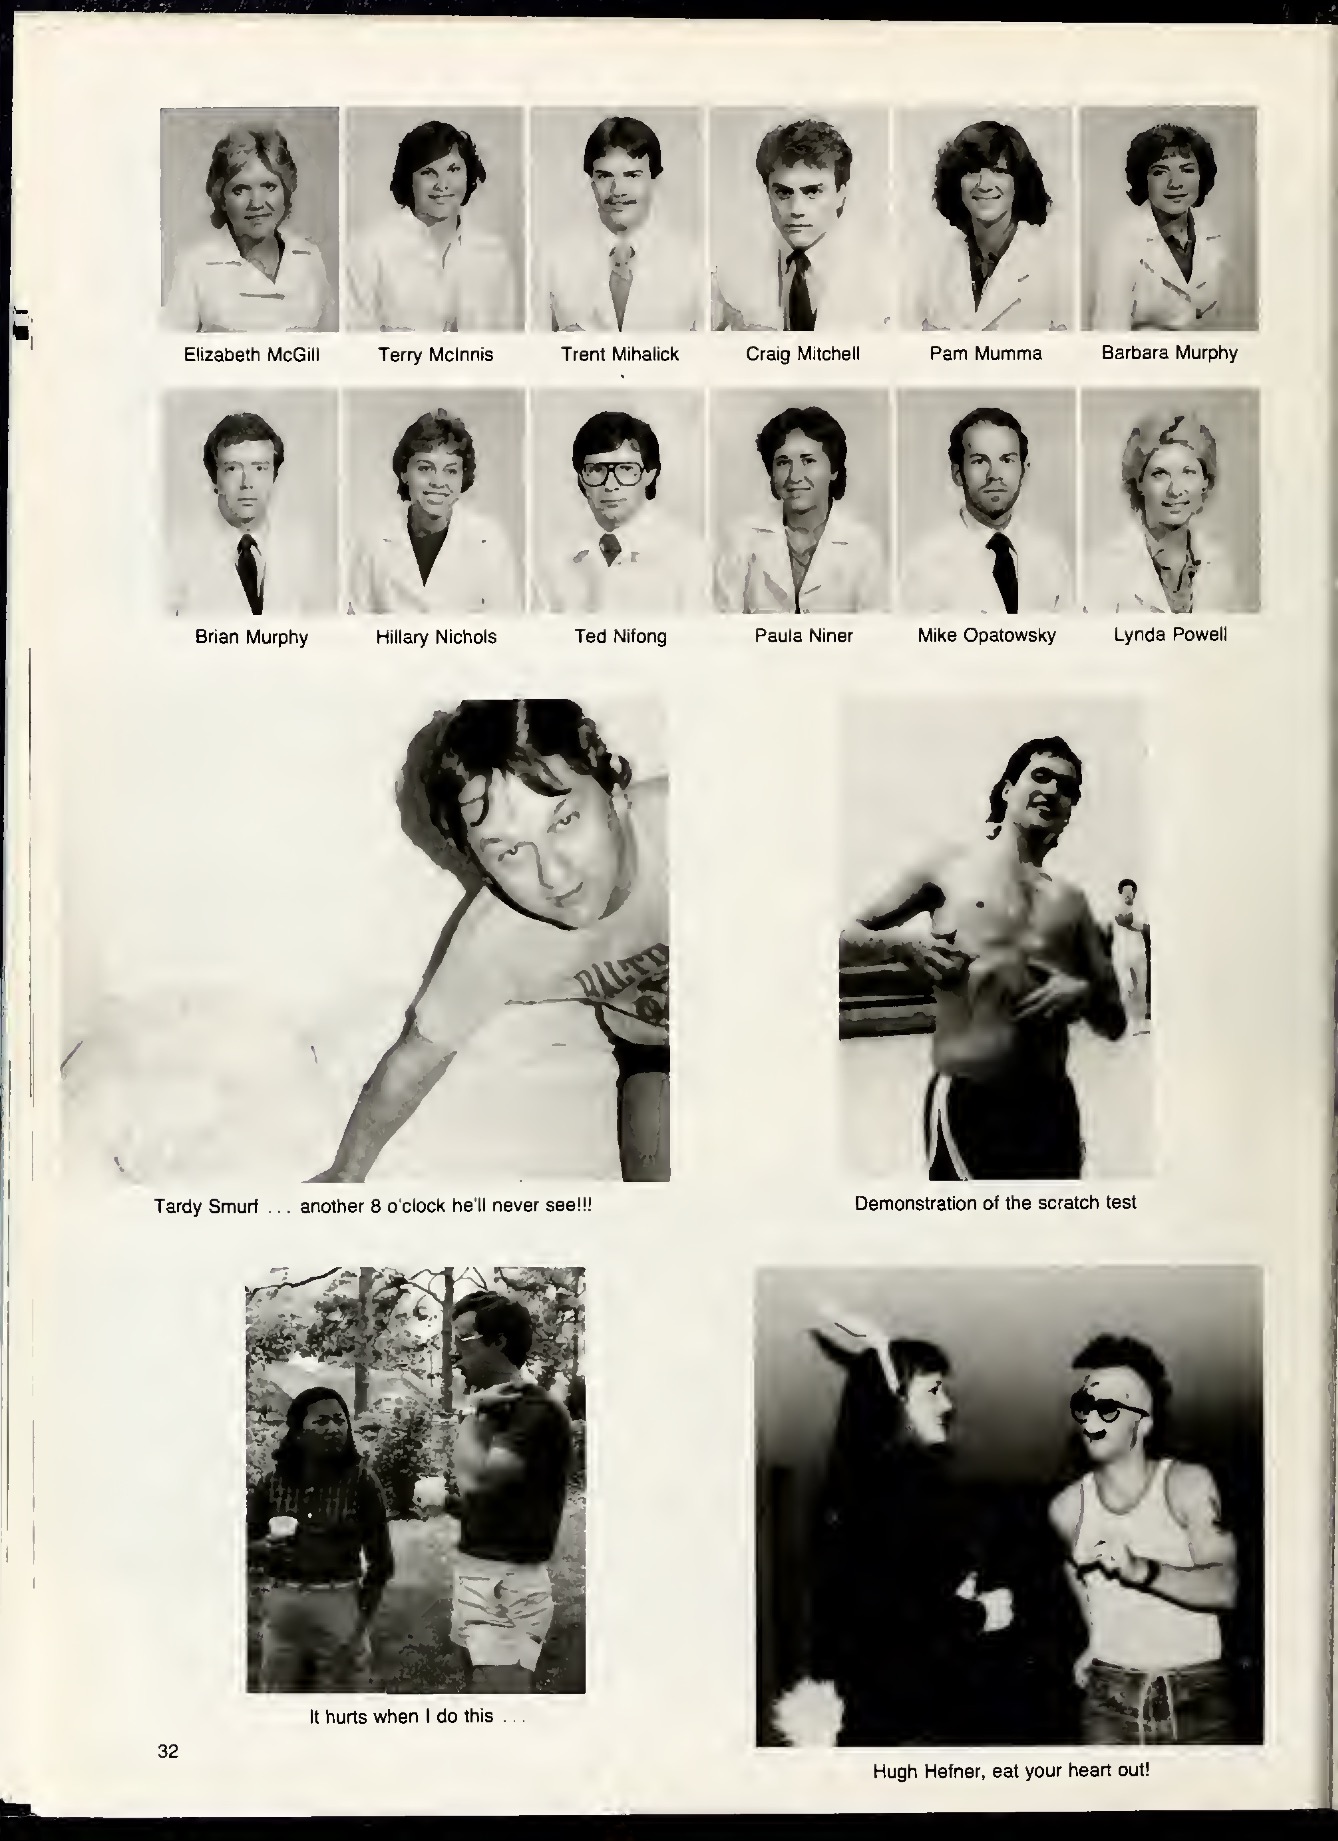 Elizabeth McGill Terry McInnis Trent Mihalick Craig Mitchell Pam Mumma Barbara Murphy
Brian Murphy Hillary Nichols Ted Nifong Paula Niner Mike Opatowsky Lynda Powell
BALTI
Tardy Smurf ... another 8 o'clock he'll never see!!!
Demonstration of the scratch test
It hurts when I do this ...
32
Hugh Hefner, eat your heart out!